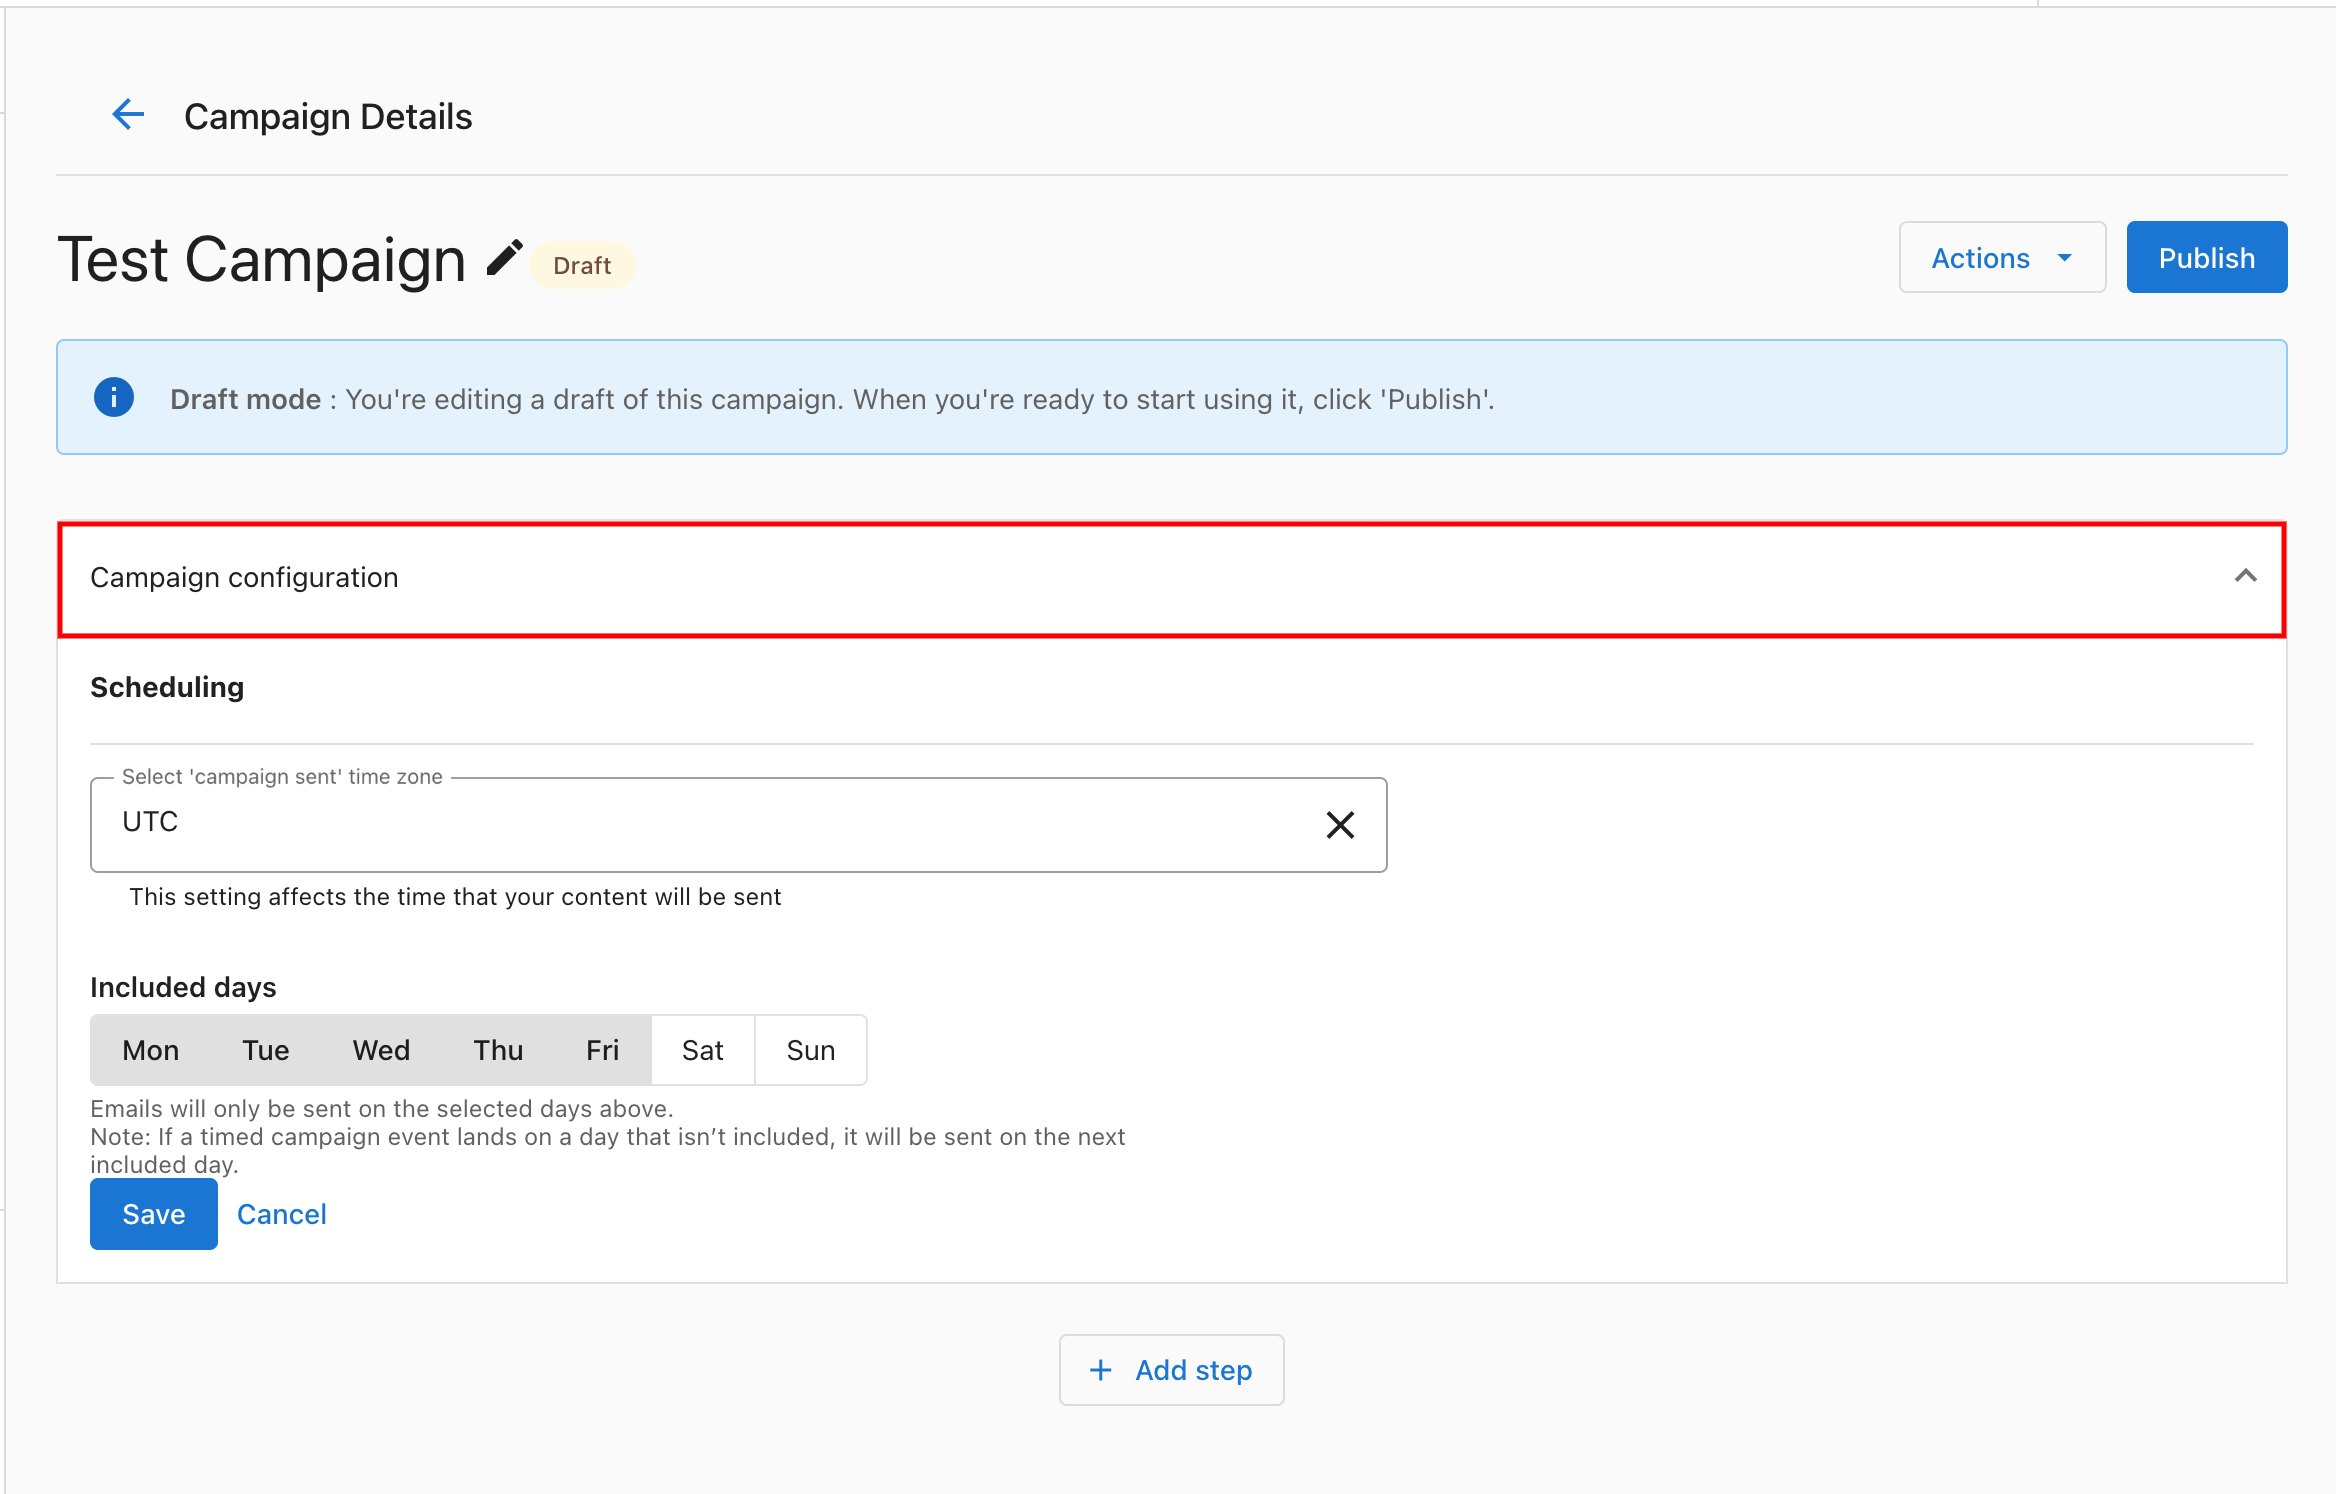 Campaign Details
Test Campaign
Draft
Actions
Publish
Draft mode : You're editing a draft of this campaign. When you're ready to start using it, click 'Publish'.
Campaign configuration
Scheduling
Select 'campaign sent' time zone
UTC
This setting affects the time that your content will be sent
Included days
Mon Tue Wed Thu Fri Sat Sun
Emails will only be sent on the selected days above.
Note: If a timed campaign event lands on a day that isn’t included, it will be sent on the next
included day.
Save Cancel
+ Add step